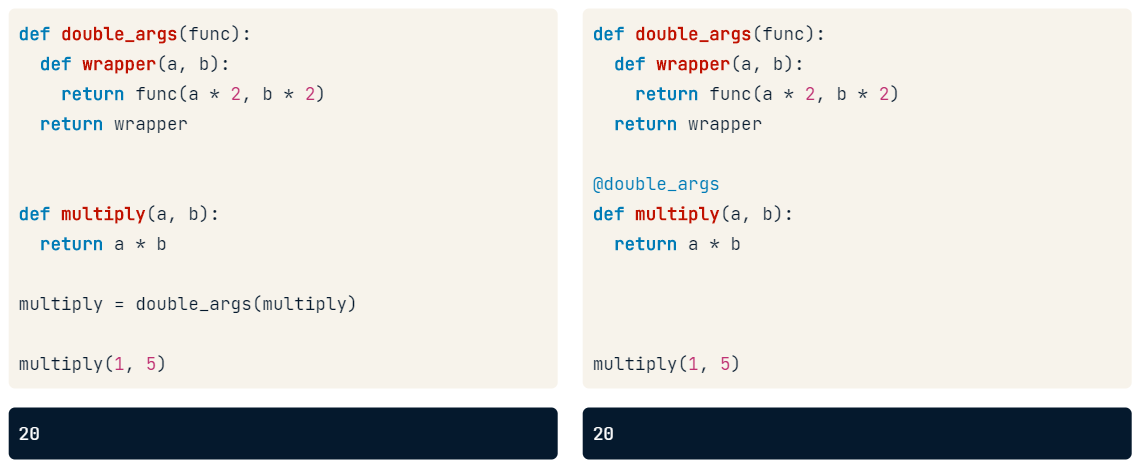 def double_args(func):
  def wrapper(a, b):
    return func(a * 2, b * 2)
  return wrapper
def multiply(a, b):
  return a * b
multiply = double_args(multiply)
multiply(1, 5)
20
def double_args(func):
  def wrapper(a, b):
    return func(a * 2, b * 2)
  return wrapper
@double_args
def multiply(a, b):
  return a * b
multiply(1, 5)
20